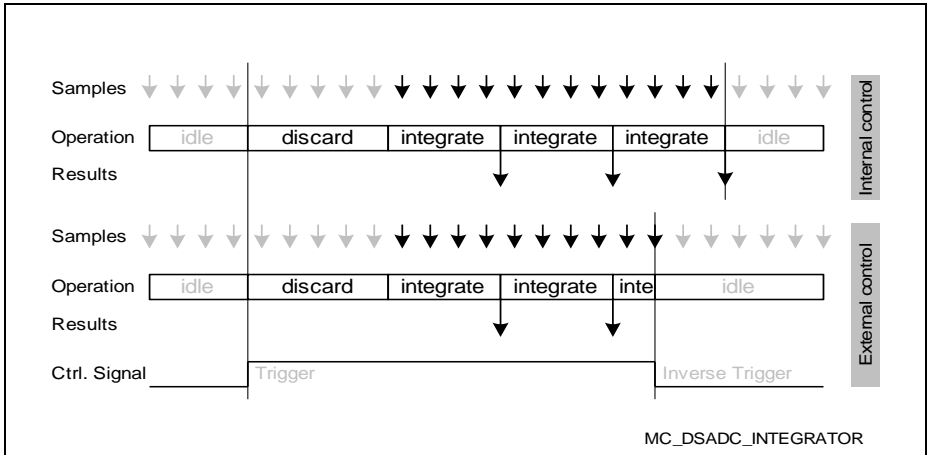 Samples
Operation idle discard integrate integrate integrate idle
Results
Internal control
Samples
Operation idle discard integrate integrate inte idle
Results
Ctrl. Signal Trigger Inverse Trigger
External control
MC_DSADC_INTEGRATOR